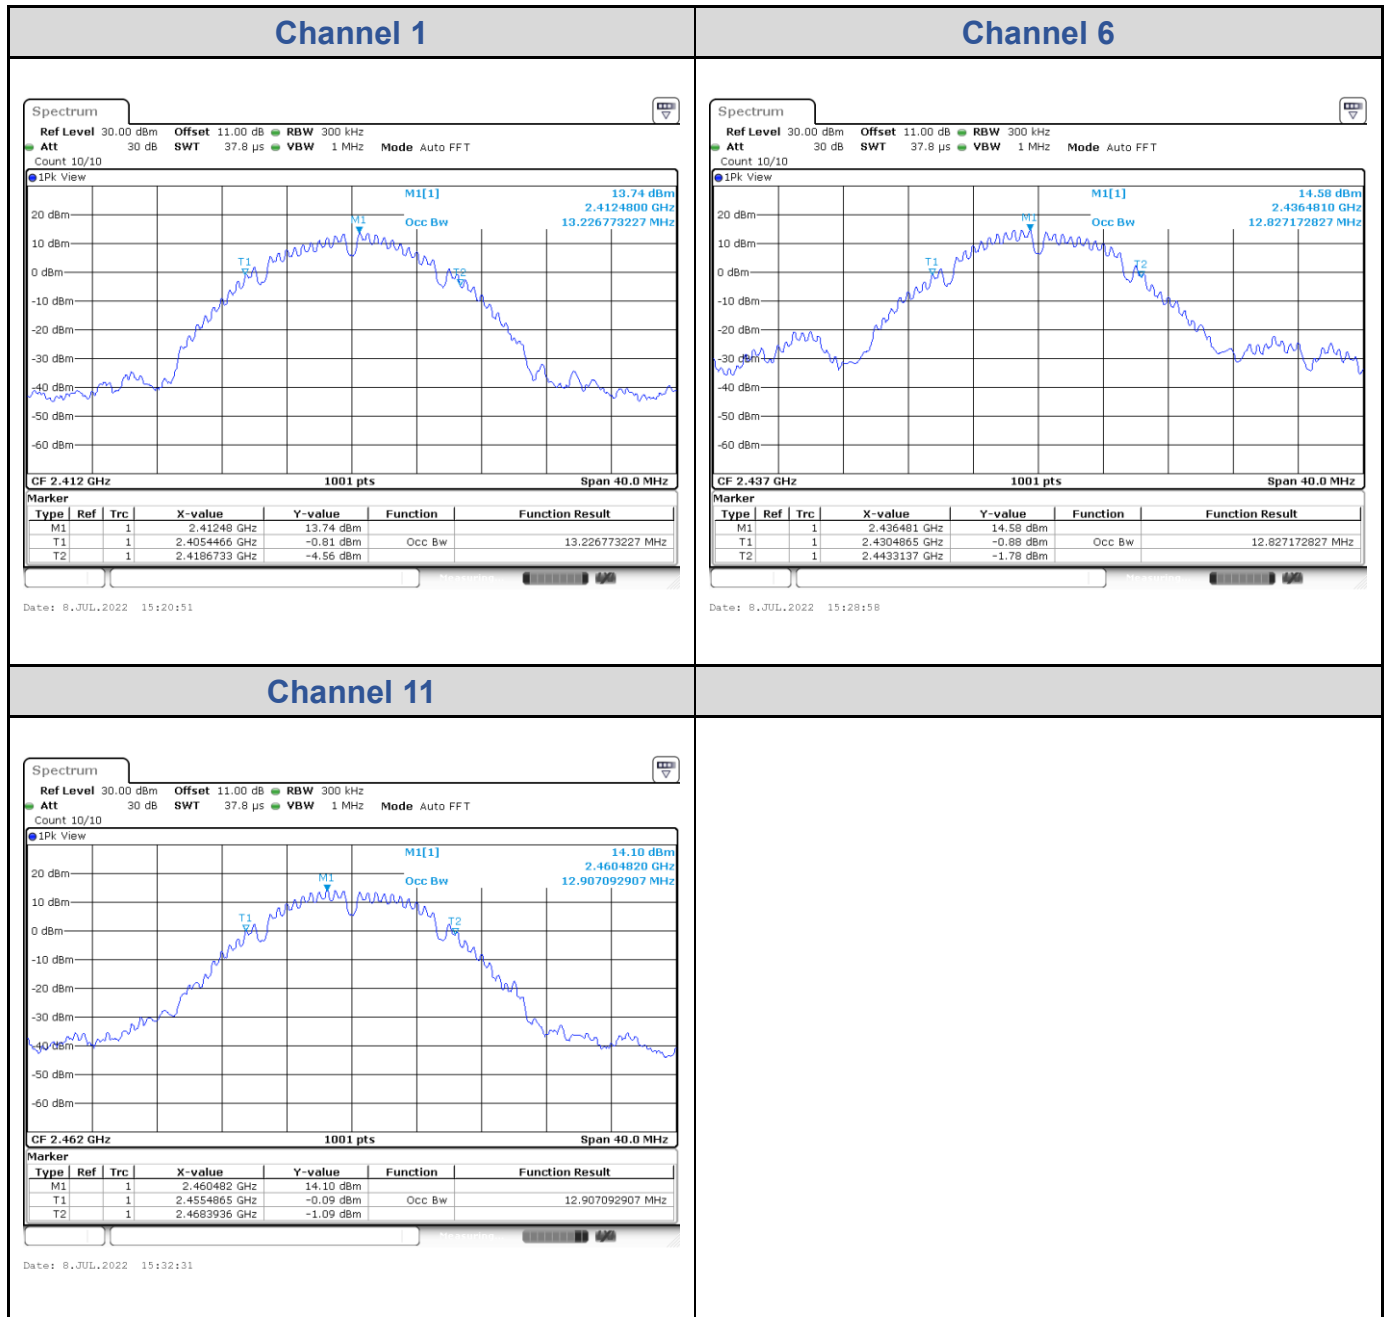 Channel 1
Channel 6
Spectrum
Ref Level 30.00 dBm Offset 11.00 dB RBW 300 kHz
Att 30 dB SWT 37.8 µs VBW 1 MHz Mode Auto FFT
Count 10/10
1Pk View
M1[1] 13.74 dBm
2.4124800 GHz
Occ Bw 13.226773227 MHz
20 dBm
10 dBm
0 dBm
-10 dBm
-20 dBm
-30 dBm
-40 dBm
-50 dBm
-60 dBm
M1
T1
T2
CF 2.412 GHz 1001 pts Span 40.0 MHz
Marker
Type Ref Trc X-value Y-value Function Function Result
M1 1 2.41248 GHz 13.74 dBm
T1 1 2.4054466 GHz -0.81 dBm Occ Bw 13.226773227 MHz
T2 1 2.4186733 GHz -4.56 dBm
Measuring
Date: 8.JUL.2022 15:20:51
Spectrum
Ref Level 30.00 dBm Offset 11.00 dB RBW 300 kHz
Att 30 dB SWT 37.8 µs VBW 1 MHz Mode Auto FFT
Count 10/10
1Pk View
M1[1] 14.58 dBm
2.4364810 GHz
Occ Bw 12.827172827 MHz
20 dBm
10 dBm
0 dBm
-10 dBm
-20 dBm
-30 dBm
-40 dBm
-50 dBm
-60 dBm
M1
T1
T2
CF 2.437 GHz 1001 pts Span 40.0 MHz
Marker
Type Ref Trc X-value Y-value Function Function Result
M1 1 2.436481 GHz 14.58 dBm
T1 1 2.4304865 GHz -0.88 dBm Occ Bw 12.827172827 MHz
T2 1 2.4433137 GHz -1.78 dBm
Measuring
Date: 8.JUL.2022 15:28:58
Channel 11
Spectrum
Ref Level 30.00 dBm Offset 11.00 dB RBW 300 kHz
Att 30 dB SWT 37.8 µs VBW 1 MHz Mode Auto FFT
Count 10/10
1Pk View
M1[1] 14.10 dBm
2.4604820 GHz
Occ Bw 12.907092907 MHz
20 dBm
10 dBm
0 dBm
-10 dBm
-20 dBm
-30 dBm
-40 dBm
-50 dBm
-60 dBm
M1
T1
T2
CF 2.462 GHz 1001 pts Span 40.0 MHz
Marker
Type Ref Trc X-value Y-value Function Function Result
M1 1 2.460482 GHz 14.10 dBm
T1 1 2.4554865 GHz -0.09 dBm Occ Bw 12.907092907 MHz
T2 1 2.4683936 GHz -1.09 dBm
Measuring
Date: 8.JUL.2022 15:32:31